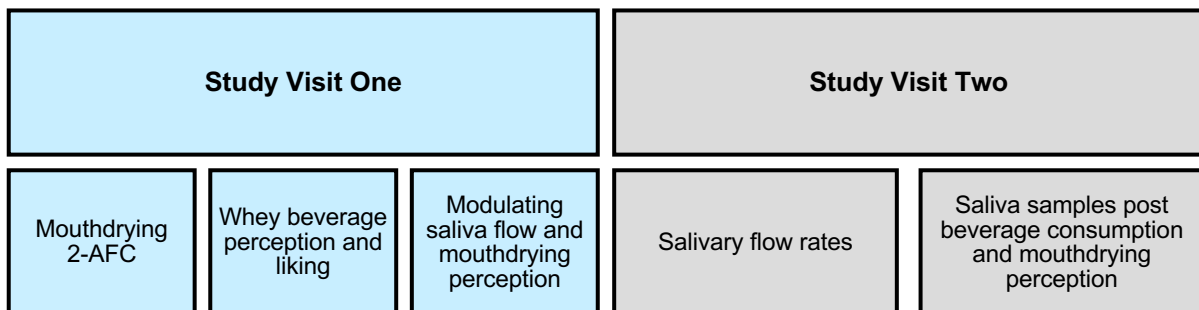 Study Visit One
Study Visit Two
Mouthdrying
2-AFC
Whey beverage
perception and
liking
Modulating
saliva flow and
mouthdrying
perception
Salivary flow rates
Saliva samples post
beverage consumption
and mouthdrying
perception